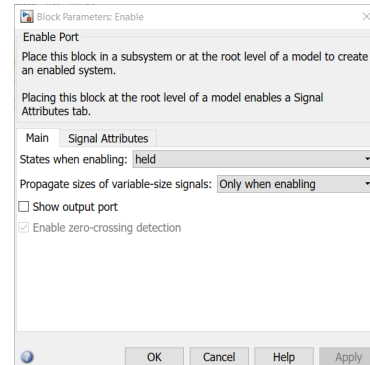 Block Parameters: Enable
Enable Port
Place this block in a subsystem or at the root level of a model to create
an enabled system.
Placing this block at the root level of a model enables a Signal
Attributes tab.
Main Signal Attributes
States when enabling: held
Propagate sizes of variable-size signals: Only when enabling
Show output port
Enable zero-crossing detection
OK Cancel Help Apply